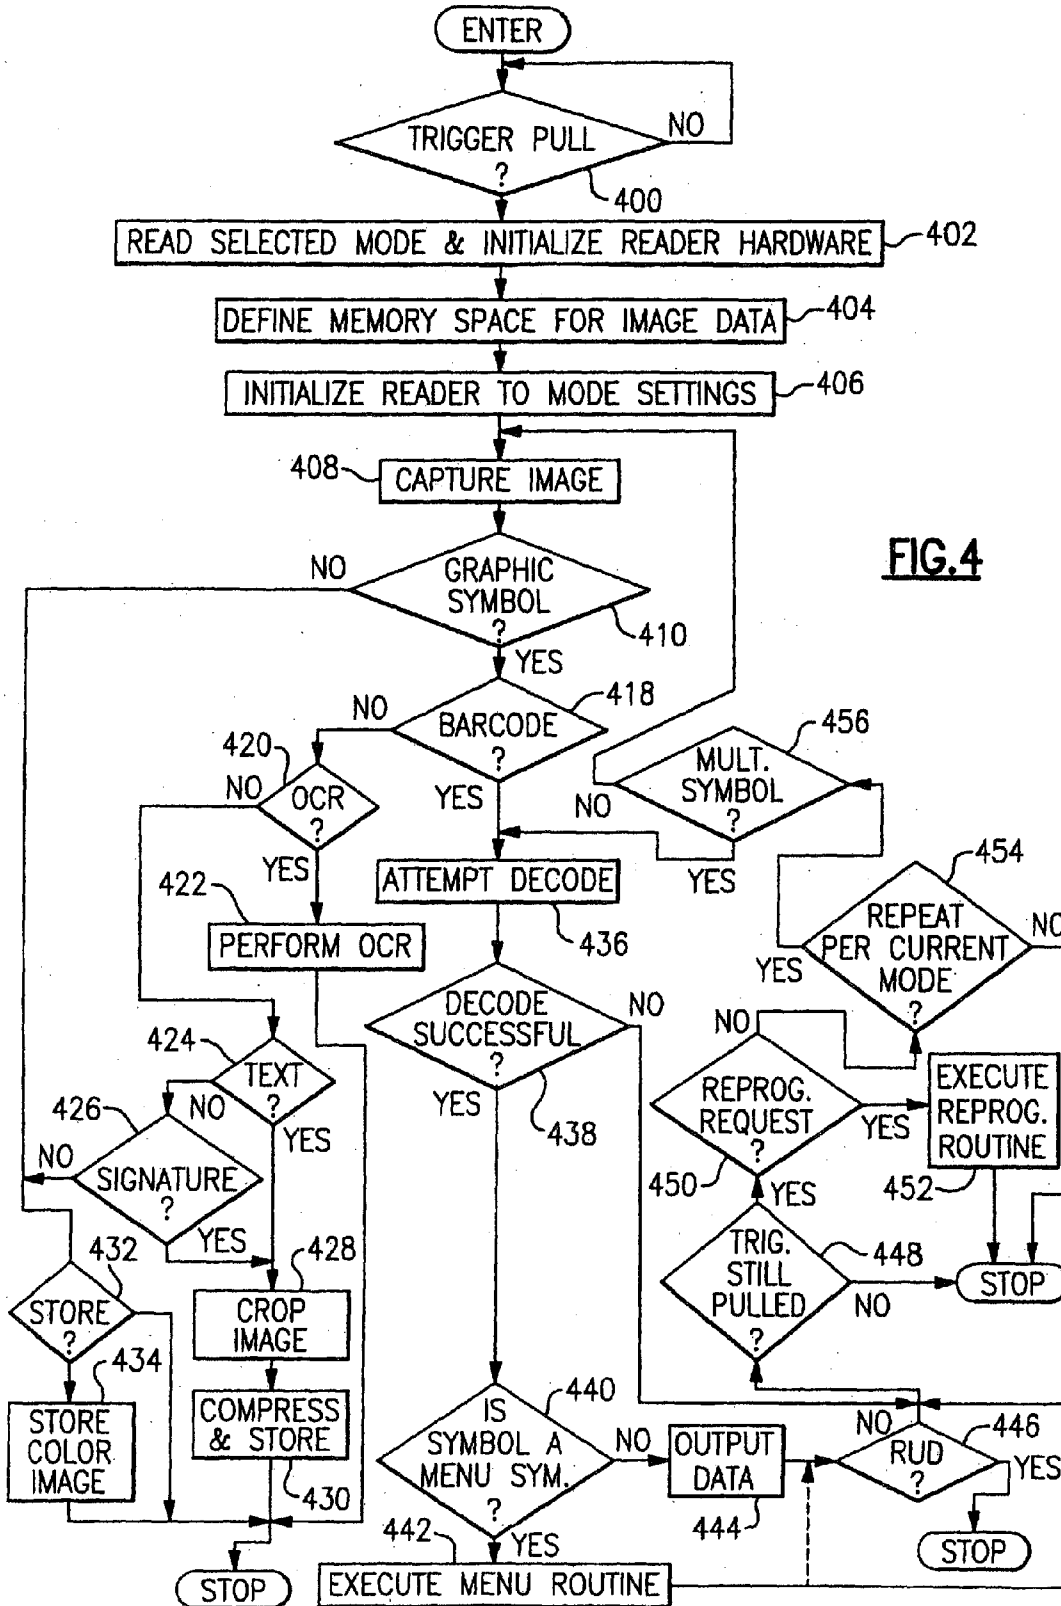 ENTER
TRIGGER PULL
?
NO
400
READ SELECTED MODE & INITIALIZE READER HARDWARE
402
DEFINE MEMORY SPACE FOR IMAGE DATA
404
INITIALIZE READER TO MODE SETTINGS
406
408
CAPTURE IMAGE
FIG.4
NO
GRAPHIC
SYMBOL
?
410
YES
418
NO
BARCODE
?
YES
420
NO
OCR
?
YES
456
MULT.
SYMBOL
?
NO
YES
422
PERFORM OCR
ATTEMPT DECODE
436
454
REPEAT
PER CURRENT
MODE
?
YES
NO
DECODE
SUCCESSFUL
?
NO
YES
438
424
TEXT
?
NO
YES
426
NO
SIGNATURE
?
YES
NO
REPROG.
REQUEST
?
450
YES
YES
EXECUTE
REPROG.
ROUTINE
452
TRIG.
STILL
PULLED
?
448
NO
STOP
432
STORE
?
428
CROP
IMAGE
434
STORE
COLOR
IMAGE
COMPRESS
& STORE
430
STOP
440
IS
SYMBOL A
MENU SYM.
?
NO
YES
OUTPUT
DATA
444
NO
446
RUD
?
YES
STOP
442
EXECUTE MENU ROUTINE